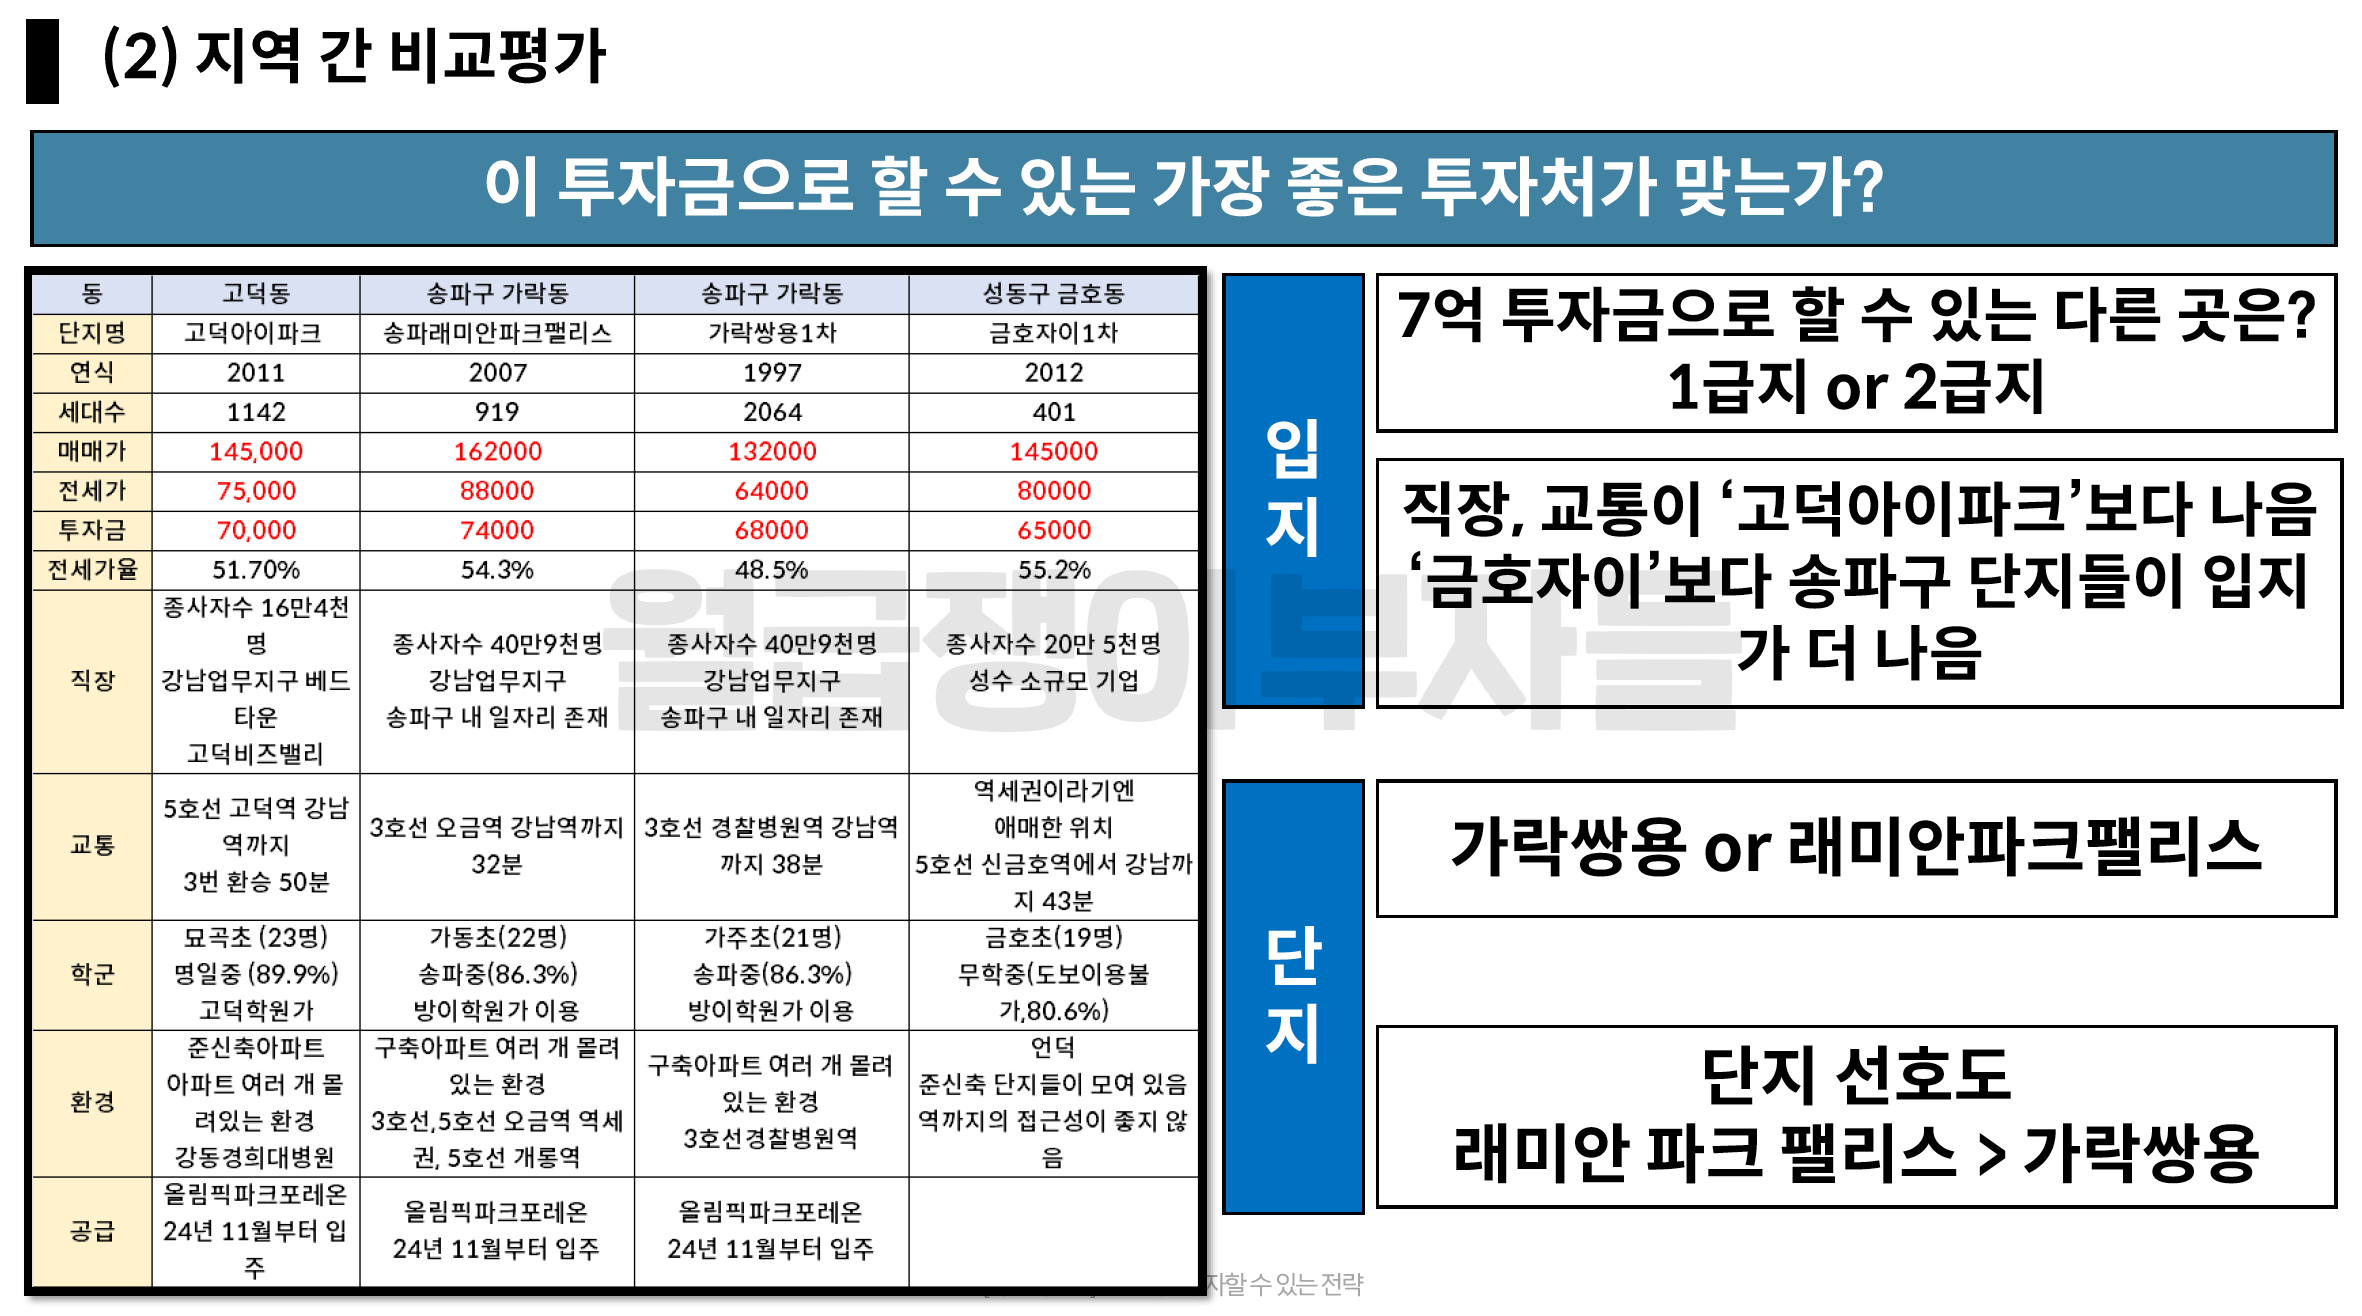 (2) 지역 간 비교평가
이 투자금으로 할 수 있는 가장 좋은 투자처가 맞는가?
동 고덕동 송파구 가락동 송파구 가락동 성동구 금호동
단지명 고덕아이파크 송파래미안파크팰리스 가락쌍용1차 금호자이1차
연식 2011 2007 1997 2012
세대수 1142 919 2064 401
매매가 145,000 162000 132000 145000
전세가 75,000 88000 64000 80000
투자금 70,000 74000 68000 65000
전세가율 51.70% 54.3% 48.5% 55.2%
직장
종사자수 16만4천
명
강남업무지구 베드
타운
고덕비즈밸리
종사자수 40만9천명
강남업무지구
송파구 내 일자리 존재
종사자수 40만9천명
강남업무지구
송파구 내 일자리 존재
종사자수 20만 5천명
성수 소규모 기업
교통
5호선 고덕역 강남
역까지
3번 환승 50분
3호선 오금역 강남역까지
32분
3호선 경찰병원역 강남역
까지 38분
역세권이라기엔
애매한 위치
5호선 신금호역에서 강남까
지 43분
학군
묘곡초 (23명)
명일중 (89.9%)
고덕학원가
가동초(22명)
송파중(86.3%)
방이학원가 이용
가주초(21명)
송파중(86.3%)
방이학원가 이용
금호초(19명)
무학중(도보이용불
가,80.6%)
환경
준신축아파트
아파트 여러 개 몰
려있는 환경
강동경희대병원
구축아파트 여러 개 몰려
있는 환경
3호선,5호선 오금역 역세
권, 5호선 개롱역
구축아파트 여러 개 몰려
있는 환경
3호선경찰병원역
언덕
준신축 단지들이 모여 있음
역까지의 접근성이 좋지 않
음
공급
올림픽파크포레온
24년 11월부터 입
주
올림픽파크포레온
24년 11월부터 입주
올림픽파크포레온
24년 11월부터 입주
입
지
7억 투자금으로 할 수 있는 다른 곳은?
1급지 or 2급지
직장, 교통이 ‘고덕아이파크’보다 나음
‘금호자이’보다 송파구 단지들이 입지
가 더 나음
단
지
가락쌍용 or 래미안파크팰리스
단지 선호도
래미안 파크 팰리스 > 가락쌍용
월급쟁이부자들
자할 수 있는 전략